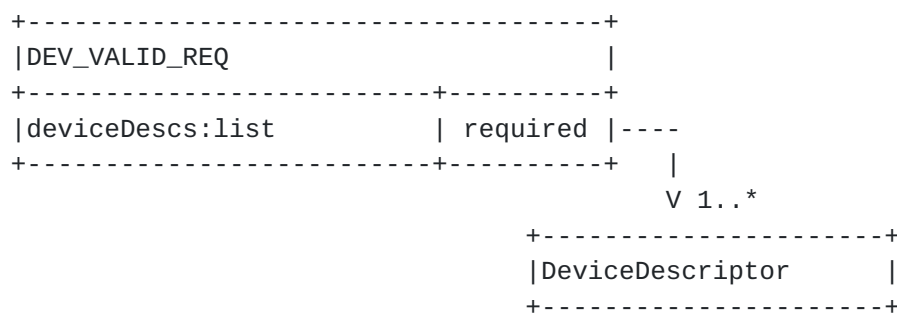 +-------------------------------------+
|DEV_VALID_REQ                        |
+--------------------------+----------+
|deviceDescs:list          | required |----
+--------------------------+----------+   |
                                          V 1..*
                                 +----------------------+
                                 |DeviceDescriptor      |
                                 +----------------------+